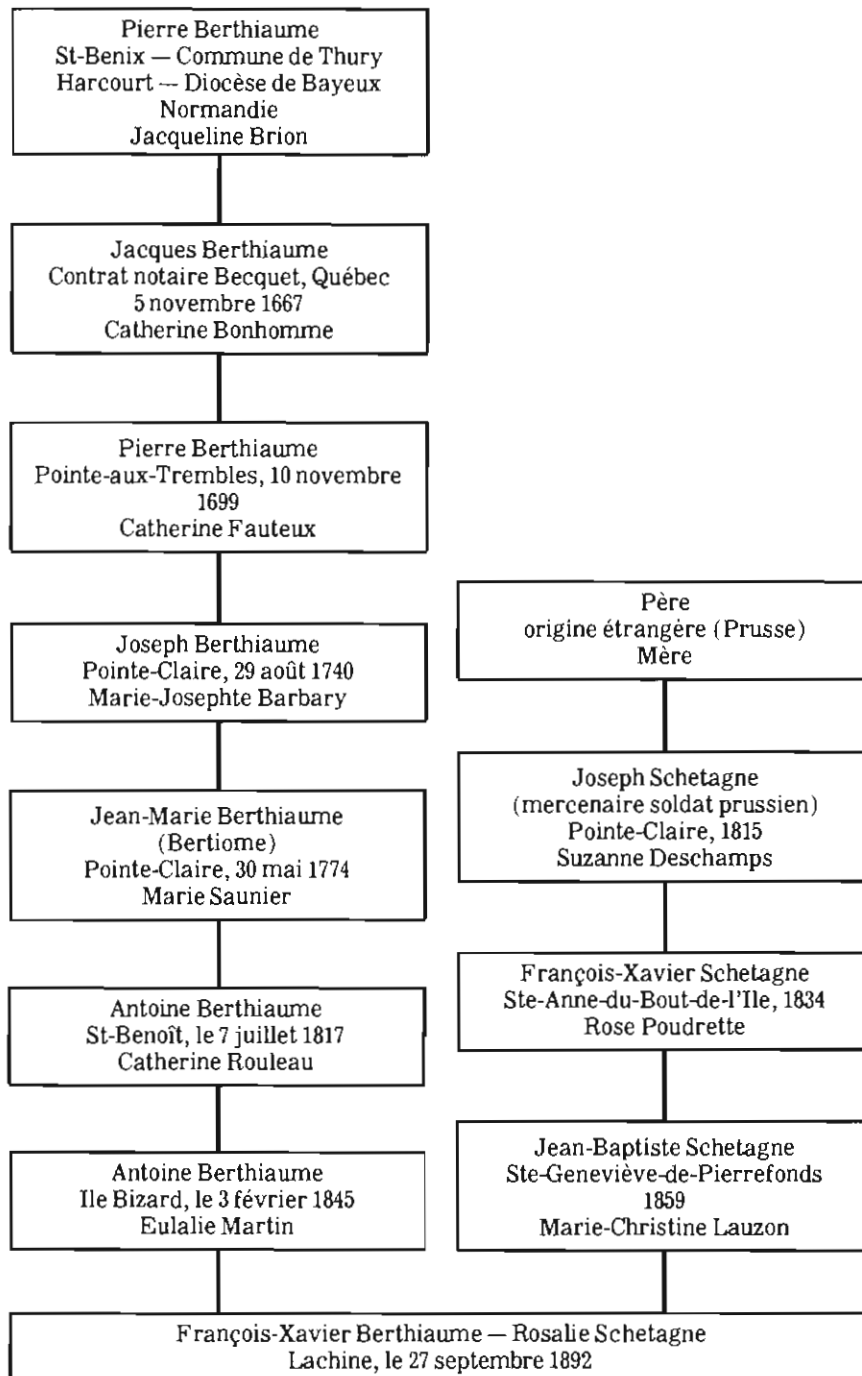 Pierre Berthiaume
St-Benix — Commune de Thury
Harcourt — Diocèse de Bayeux
Normandie
Jacqueline Brion
Jacques Berthiaume
Contrat notaire Becquet, Québec
5 novembre 1667
Catherine Bonhomme
Pierre Berthiaume
Pointe-aux-Trembles, 10 novembre
1699
Catherine Fauteux
Joseph Berthiaume
Pointe-Claire, 29 août 1740
Marie-Josephte Barbary
Jean-Marie Berthiaume
(Bertiome)
Pointe-Claire, 30 mai 1774
Marie Saunier
Antoine Berthiaume
St-Benoît, le 7 juillet 1817
Catherine Rouleau
Antoine Berthiaume
Ile Bizard, le 3 février 1845
Eulalie Martin
Père
origine étrangère (Prusse)
Mère
Joseph Schetagne
(mercenaire soldat prussien)
Pointe-Claire, 1815
Suzanne Deschamps
François-Xavier Schetagne
Ste-Anne-du-Bout-de-l'Ile, 1834
Rose Poudrette
Jean-Baptiste Schetagne
Ste-Geneviève-de-Pierrefonds
1859
Marie-Christine Lauzon
François-Xavier Berthiaume — Rosalie Schetagne
Lachine, le 27 septembre 1892